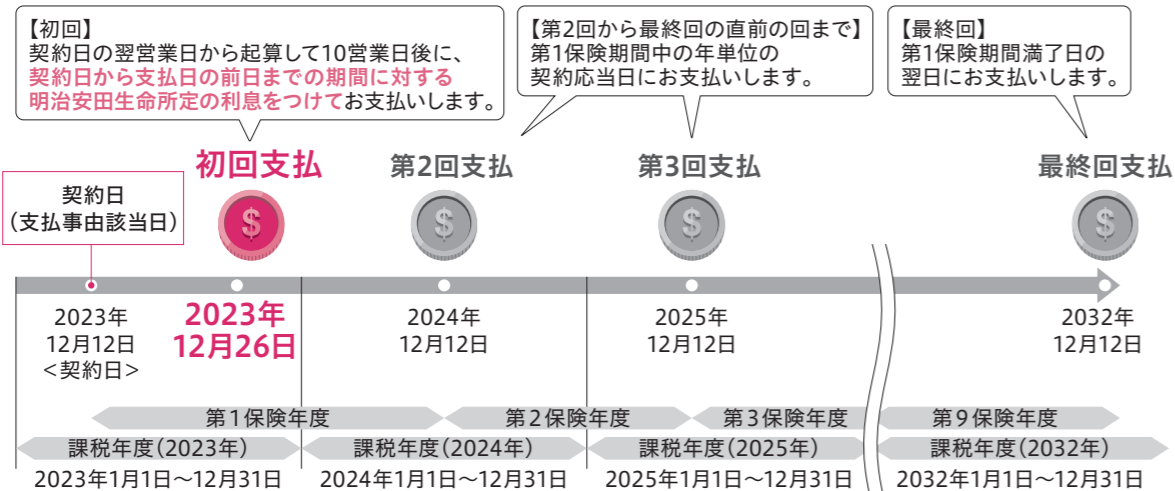 【初回】
契約日の翌営業日から起算して10営業日後に、
契約日から支払日の前日までの期間に対する
明治安田生命所定の利息をつけてお支払いします。
【第2回から最終回の直前の回まで】
第1保険期間中の年単位の
契約応当日にお支払いします。
【最終回】
第1保険期間満了日の
翌日にお支払いします。
初回支払
第2回支払
第3回支払
最終回支払
契約日
(支払事由該当日)
$
$
$
$
2023年
12月12日
<契約日>
2023年
12月26日
2024年
12月12日
2025年
12月12日
2032年
12月12日
第1保険年度
第2保険年度
第3保険年度
第9保険年度
課税年度(2023年)
課税年度(2024年)
課税年度(2025年)
課税年度(2032年)
2023年1月1日～12月31日
2024年1月1日～12月31日
2025年1月1日～12月31日
2032年1月1日～12月31日